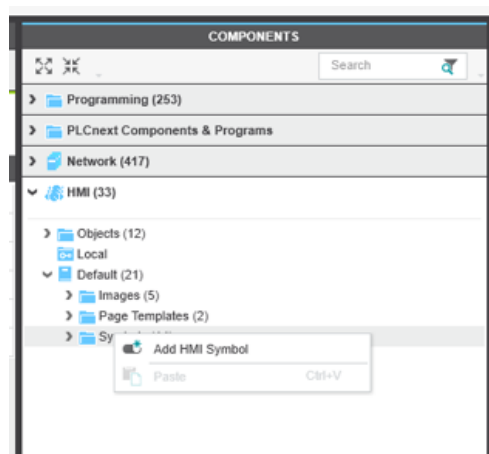 COMPONENTS
Search
Programming (253)
PLCnext Components & Programs
Network (417)
HMI (33)
Objects (12)
Local
Default (21)
Images (5)
Page Templates (2)
Add HMI Symbol
Paste Ctrl+V